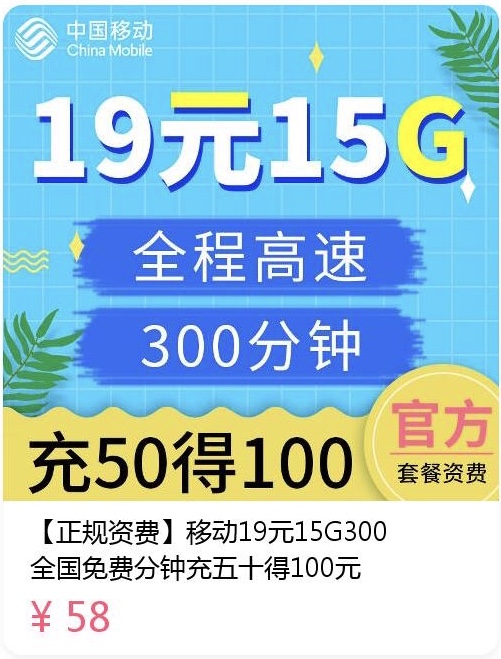 中国移动
China Mobile
19元15G
全程高速
300分钟
官方
套餐资费
充50得100
【正规资费】移动19元15G300
全国免费分钟充五十得100元
¥ 58